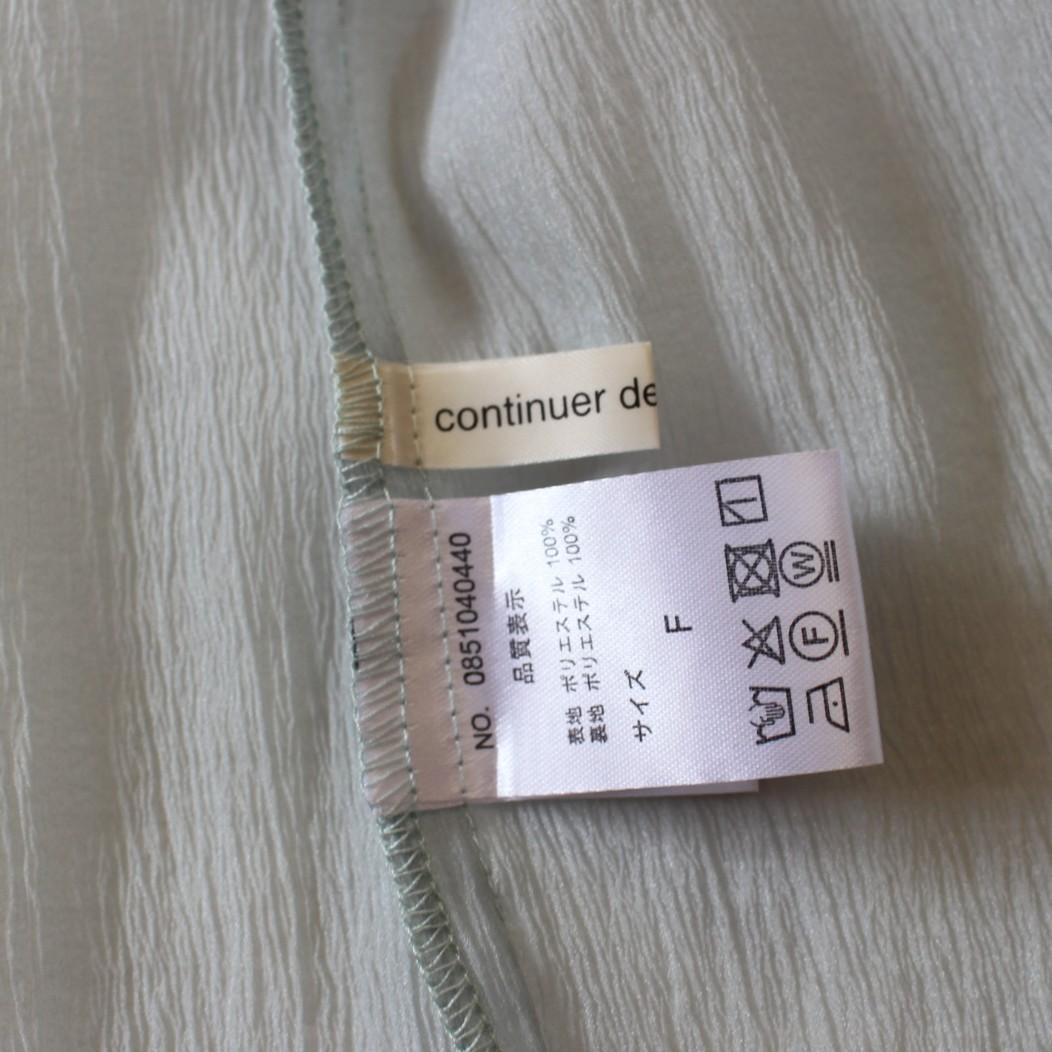 continuer de
NO. 0851040440
品質表示
表地 ポリエステル 100%
裏地 ポリエステル 100%
サイズ
F
W
F